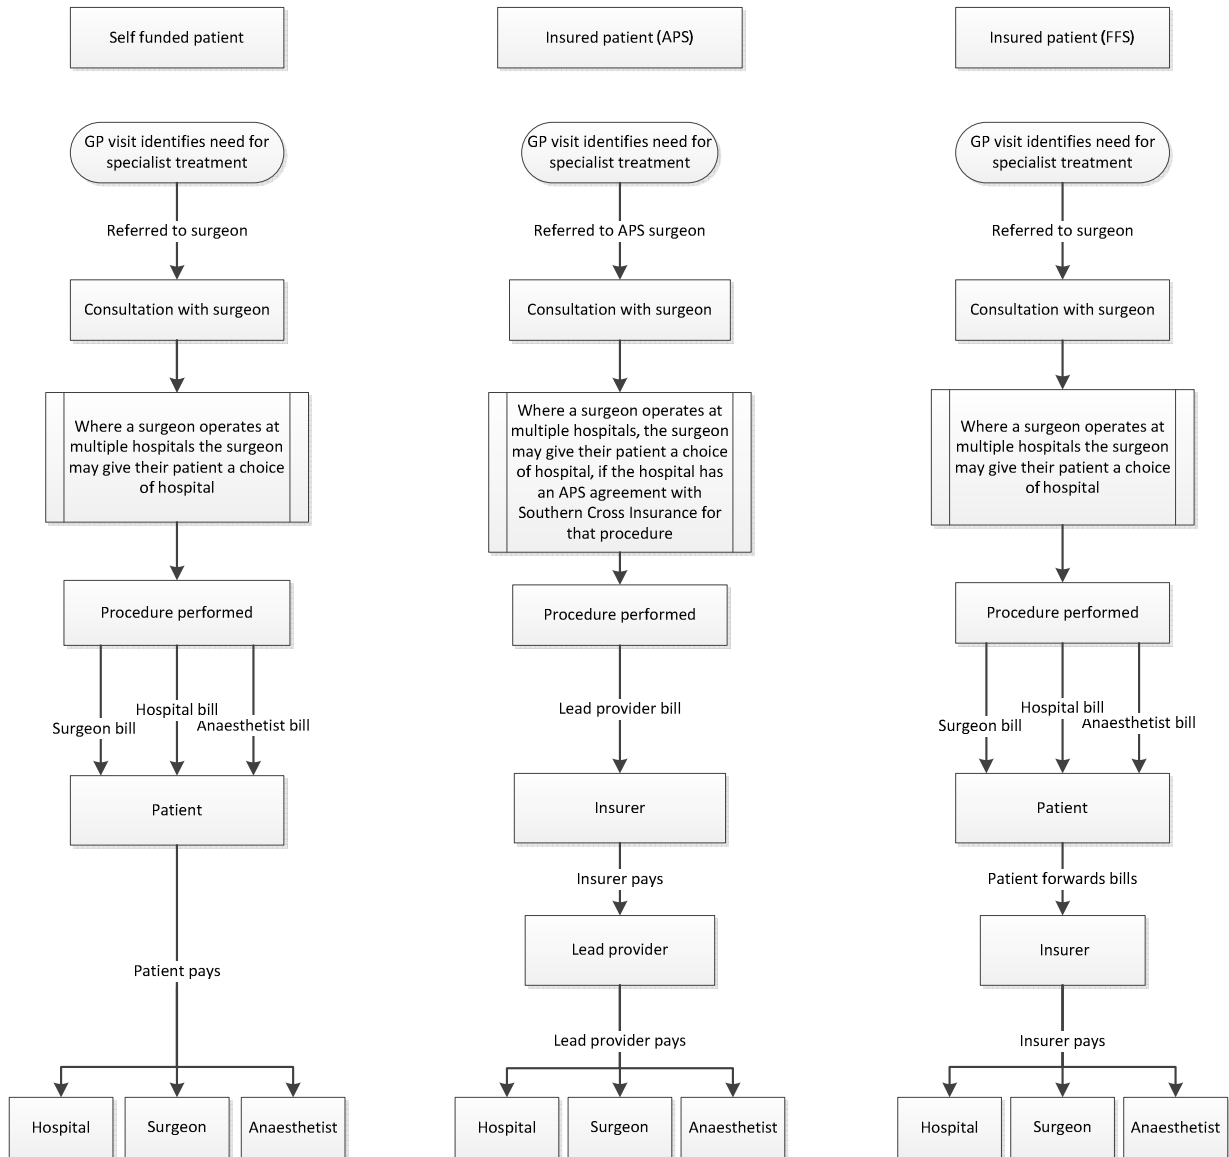 Self funded patient
Insured patient (APS)
Insured patient (FFS)
GP visit identifies need for
specialist treatment
GP visit identifies need for
specialist treatment
GP visit identifies need for
specialist treatment
Referred to surgeon
Referred to APS surgeon
Referred to surgeon
Consultation with surgeon
Consultation with surgeon
Consultation with surgeon
Where a surgeon operates at
multiple hospitals the surgeon
may give their patient a choice
of hospital
Where a surgeon operates at
multiple hospitals, the surgeon
may give their patient a choice
of hospital, if the hospital has
an APS agreement with
Southern Cross Insurance for
that procedure
Where a surgeon operates at
multiple hospitals the surgeon
may give their patient a choice
of hospital
Procedure performed
Procedure performed
Procedure performed
Surgeon bill
Hospital bill
Anaesthetist bill
Lead provider bill
Surgeon bill
Hospital bill
Anaesthetist bill
Patient
Insurer
Patient
Insurer pays
Patient forwards bills
Lead provider
Insurer
Patient pays
Lead provider pays
Insurer pays
Hospital
Surgeon
Anaesthetist
Hospital
Surgeon
Anaesthetist
Hospital
Surgeon
Anaesthetist